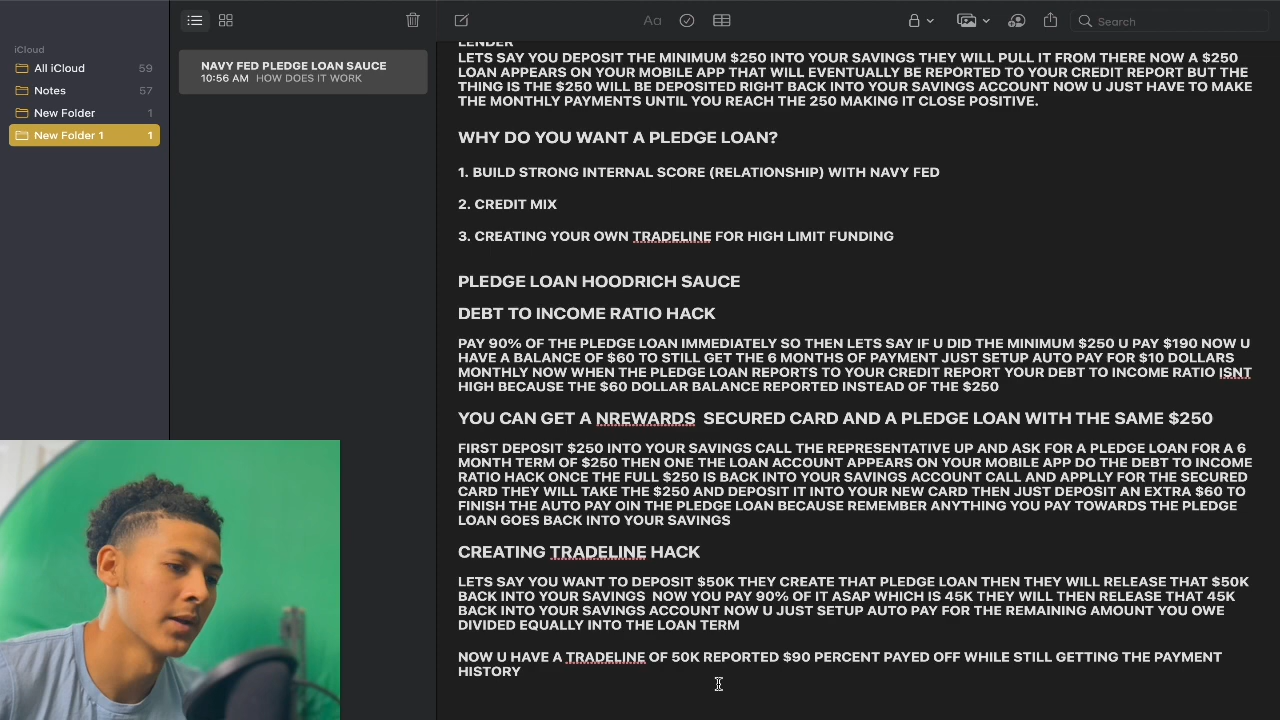 Aa
Search
iCloud
All iCloud 59
Notes 57
New Folder 1
New Folder 1 1
NAVY FED PLEDGE LOAN SAUCE
10:56 AM HOW DOES IT WORK
LENDER
LETS SAY YOU DEPOSIT THE MINIMUM $250 INTO YOUR SAVINGS THEY WILL PULL IT FROM THERE NOW A $250
LOAN APPEARS ON YOUR MOBILE APP THAT WILL EVENTUALLY BE REPORTED TO YOUR CREDIT REPORT BUT THE
THING IS THE $250 WILL BE DEPOSITED RIGHT BACK INTO YOUR SAVINGS ACCOUNT NOW U JUST HAVE TO MAKE
THE MONTHLY PAYMENTS UNTIL YOU REACH THE 250 MAKING IT CLOSE POSITIVE.
WHY DO YOU WANT A PLEDGE LOAN?
1. BUILD STRONG INTERNAL SCORE (RELATIONSHIP) WITH NAVY FED
2. CREDIT MIX
3. CREATING YOUR OWN TRADELINE FOR HIGH LIMIT FUNDING
PLEDGE LOAN HOODRICH SAUCE
DEBT TO INCOME RATIO HACK
PAY 90% OF THE PLEDGE LOAN IMMEDIATELY SO THEN LETS SAY IF U DID THE MINIMUM $250 U PAY $190 NOW U
HAVE A BALANCE OF $60 TO STILL GET THE 6 MONTHS OF PAYMENT JUST SETUP AUTO PAY FOR $10 DOLLARS
MONTHLY NOW WHEN THE PLEDGE LOAN REPORTS TO YOUR CREDIT REPORT YOUR DEBT TO INCOME RATIO ISNT
HIGH BECAUSE THE $60 DOLLAR BALANCE REPORTED INSTEAD OF THE $250
YOU CAN GET A NREWARDS SECURED CARD AND A PLEDGE LOAN WITH THE SAME $250
FIRST DEPOSIT $250 INTO YOUR SAVINGS CALL THE REPRESENTATIVE UP AND ASK FOR A PLEDGE LOAN FOR A 6
MONTH TERM OF $250 THEN ONE THE LOAN ACCOUNT APPEARS ON YOUR MOBILE APP DO THE DEBT TO INCOME
RATIO HACK ONCE THE FULL $250 IS BACK INTO YOUR SAVINGS ACCOUNT CALL AND APPLLY FOR THE SECURED
CARD THEY WILL TAKE THE $250 AND DEPOSIT IT INTO YOUR NEW CARD THEN JUST DEPOSIT AN EXTRA $60 TO
FINISH THE AUTO PAY OIN THE PLEDGE LOAN BECAUSE REMEMBER ANYTHING YOU PAY TOWARDS THE PLEDGE
LOAN GOES BACK INTO YOUR SAVINGS
CREATING TRADELINE HACK
LETS SAY YOU WANT TO DEPOSIT $50K THEY CREATE THAT PLEDGE LOAN THEN THEY WILL RELEASE THAT $50K
BACK INTO YOUR SAVINGS NOW YOU PAY 90% OF IT ASAP WHICH IS 45K THEY WILL THEN RELEASE THAT 45K
BACK INTO YOUR SAVINGS ACCOUNT NOW U JUST SETUP AUTO PAY FOR THE REMAINING AMOUNT YOU OWE
DIVIDED EQUALLY INTO THE LOAN TERM
NOW U HAVE A TRADELINE OF 50K REPORTED $90 PERCENT PAYED OFF WHILE STILL GETTING THE PAYMENT
HISTORY